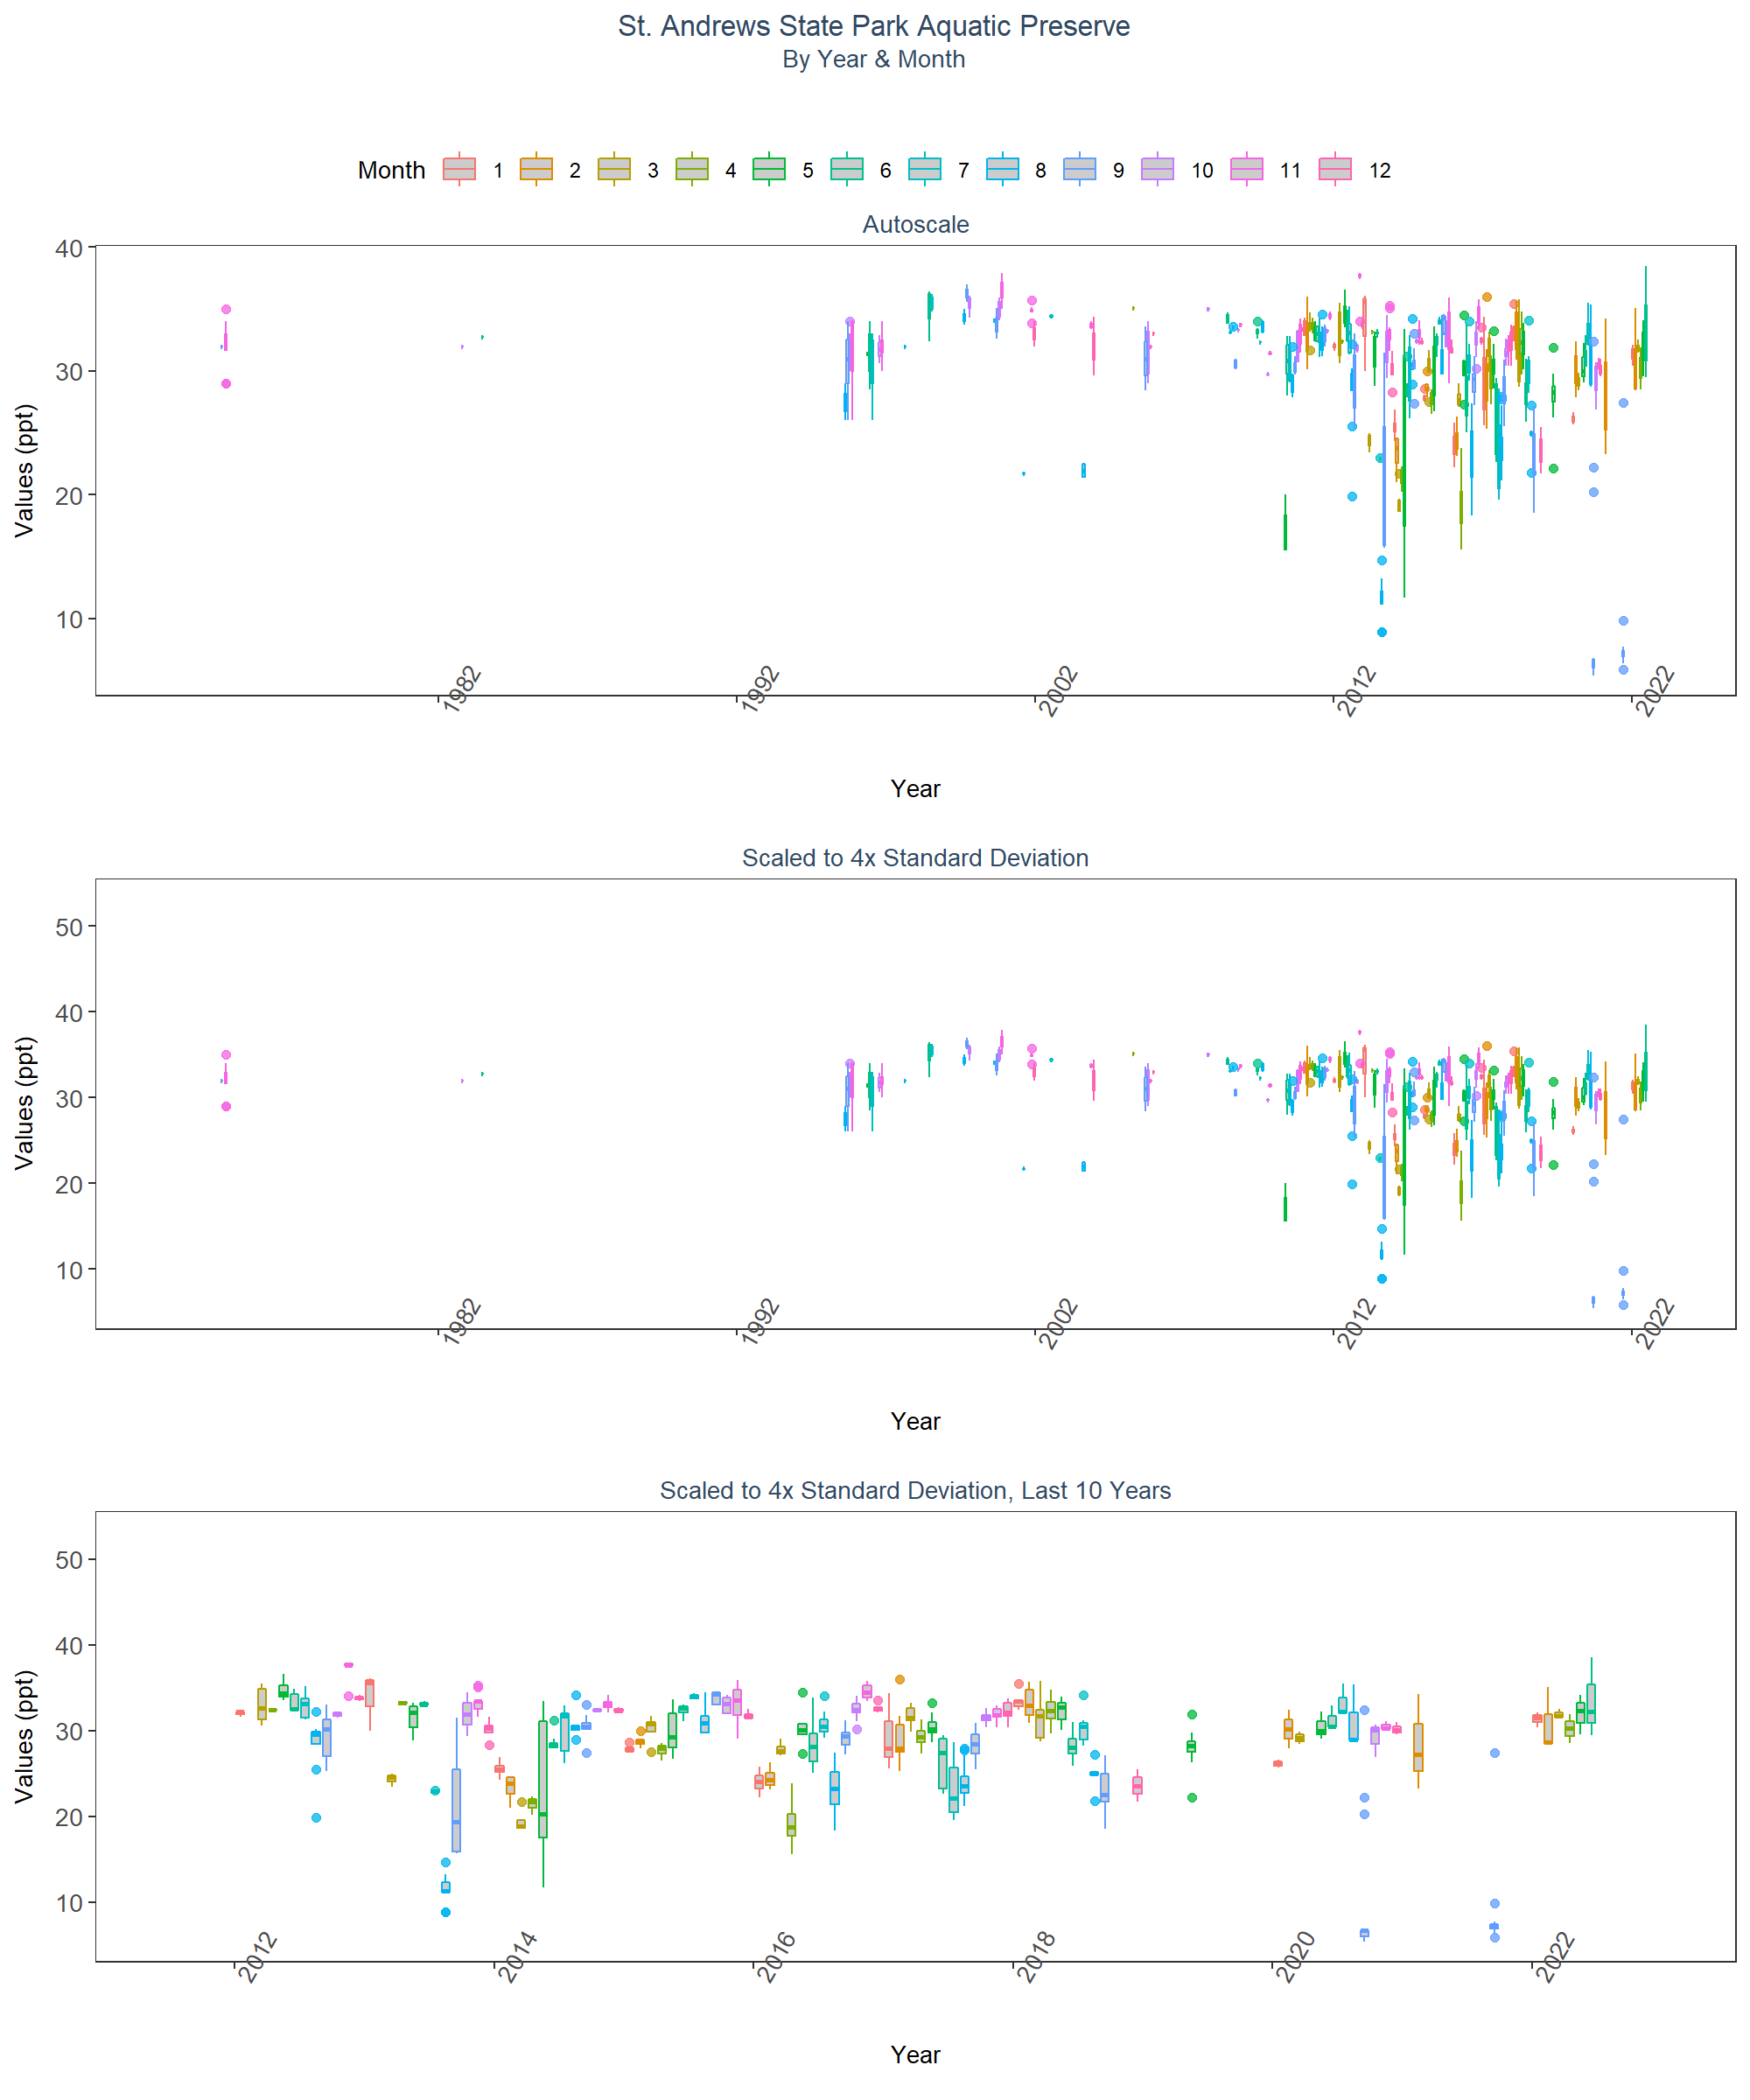 St. Andrews State Park Aquatic Preserve
By Year & Month
Month 1 2 3 4 5 6 7 8 9 10 11 12
Autoscale
Values (ppt)
40
30
20
10
1982 1992 2002 2012 2022
Year
Scaled to 4x Standard Deviation
Values (ppt)
50
40
30
20
10
1982 1992 2002 2012 2022
Year
Scaled to 4x Standard Deviation, Last 10 Years
Values (ppt)
50
40
30
20
10
2012 2014 2016 2018 2020 2022
Year